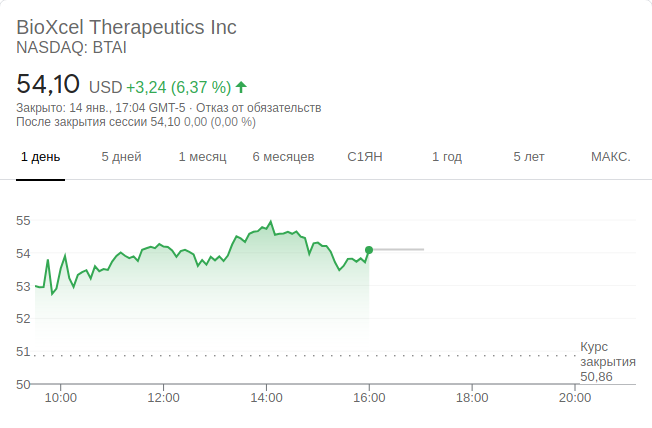 BioXcel Therapeutics Inc
NASDAQ: BTAI
54,10 USD +3,24 (6,37 %)
Закрыто: 14 янв., 17:04 GMT-5 · Отказ от обязательств
После закрытия сессии 54,10 0,00 (0,00 %)
1 день 5 дней 1 месяц 6 месяцев С1ЯН 1 год 5 лет МАКС.
55
54
53
52
51
50
Курс
закрытия
50,86
10:00 12:00 14:00 16:00 18:00 20:00